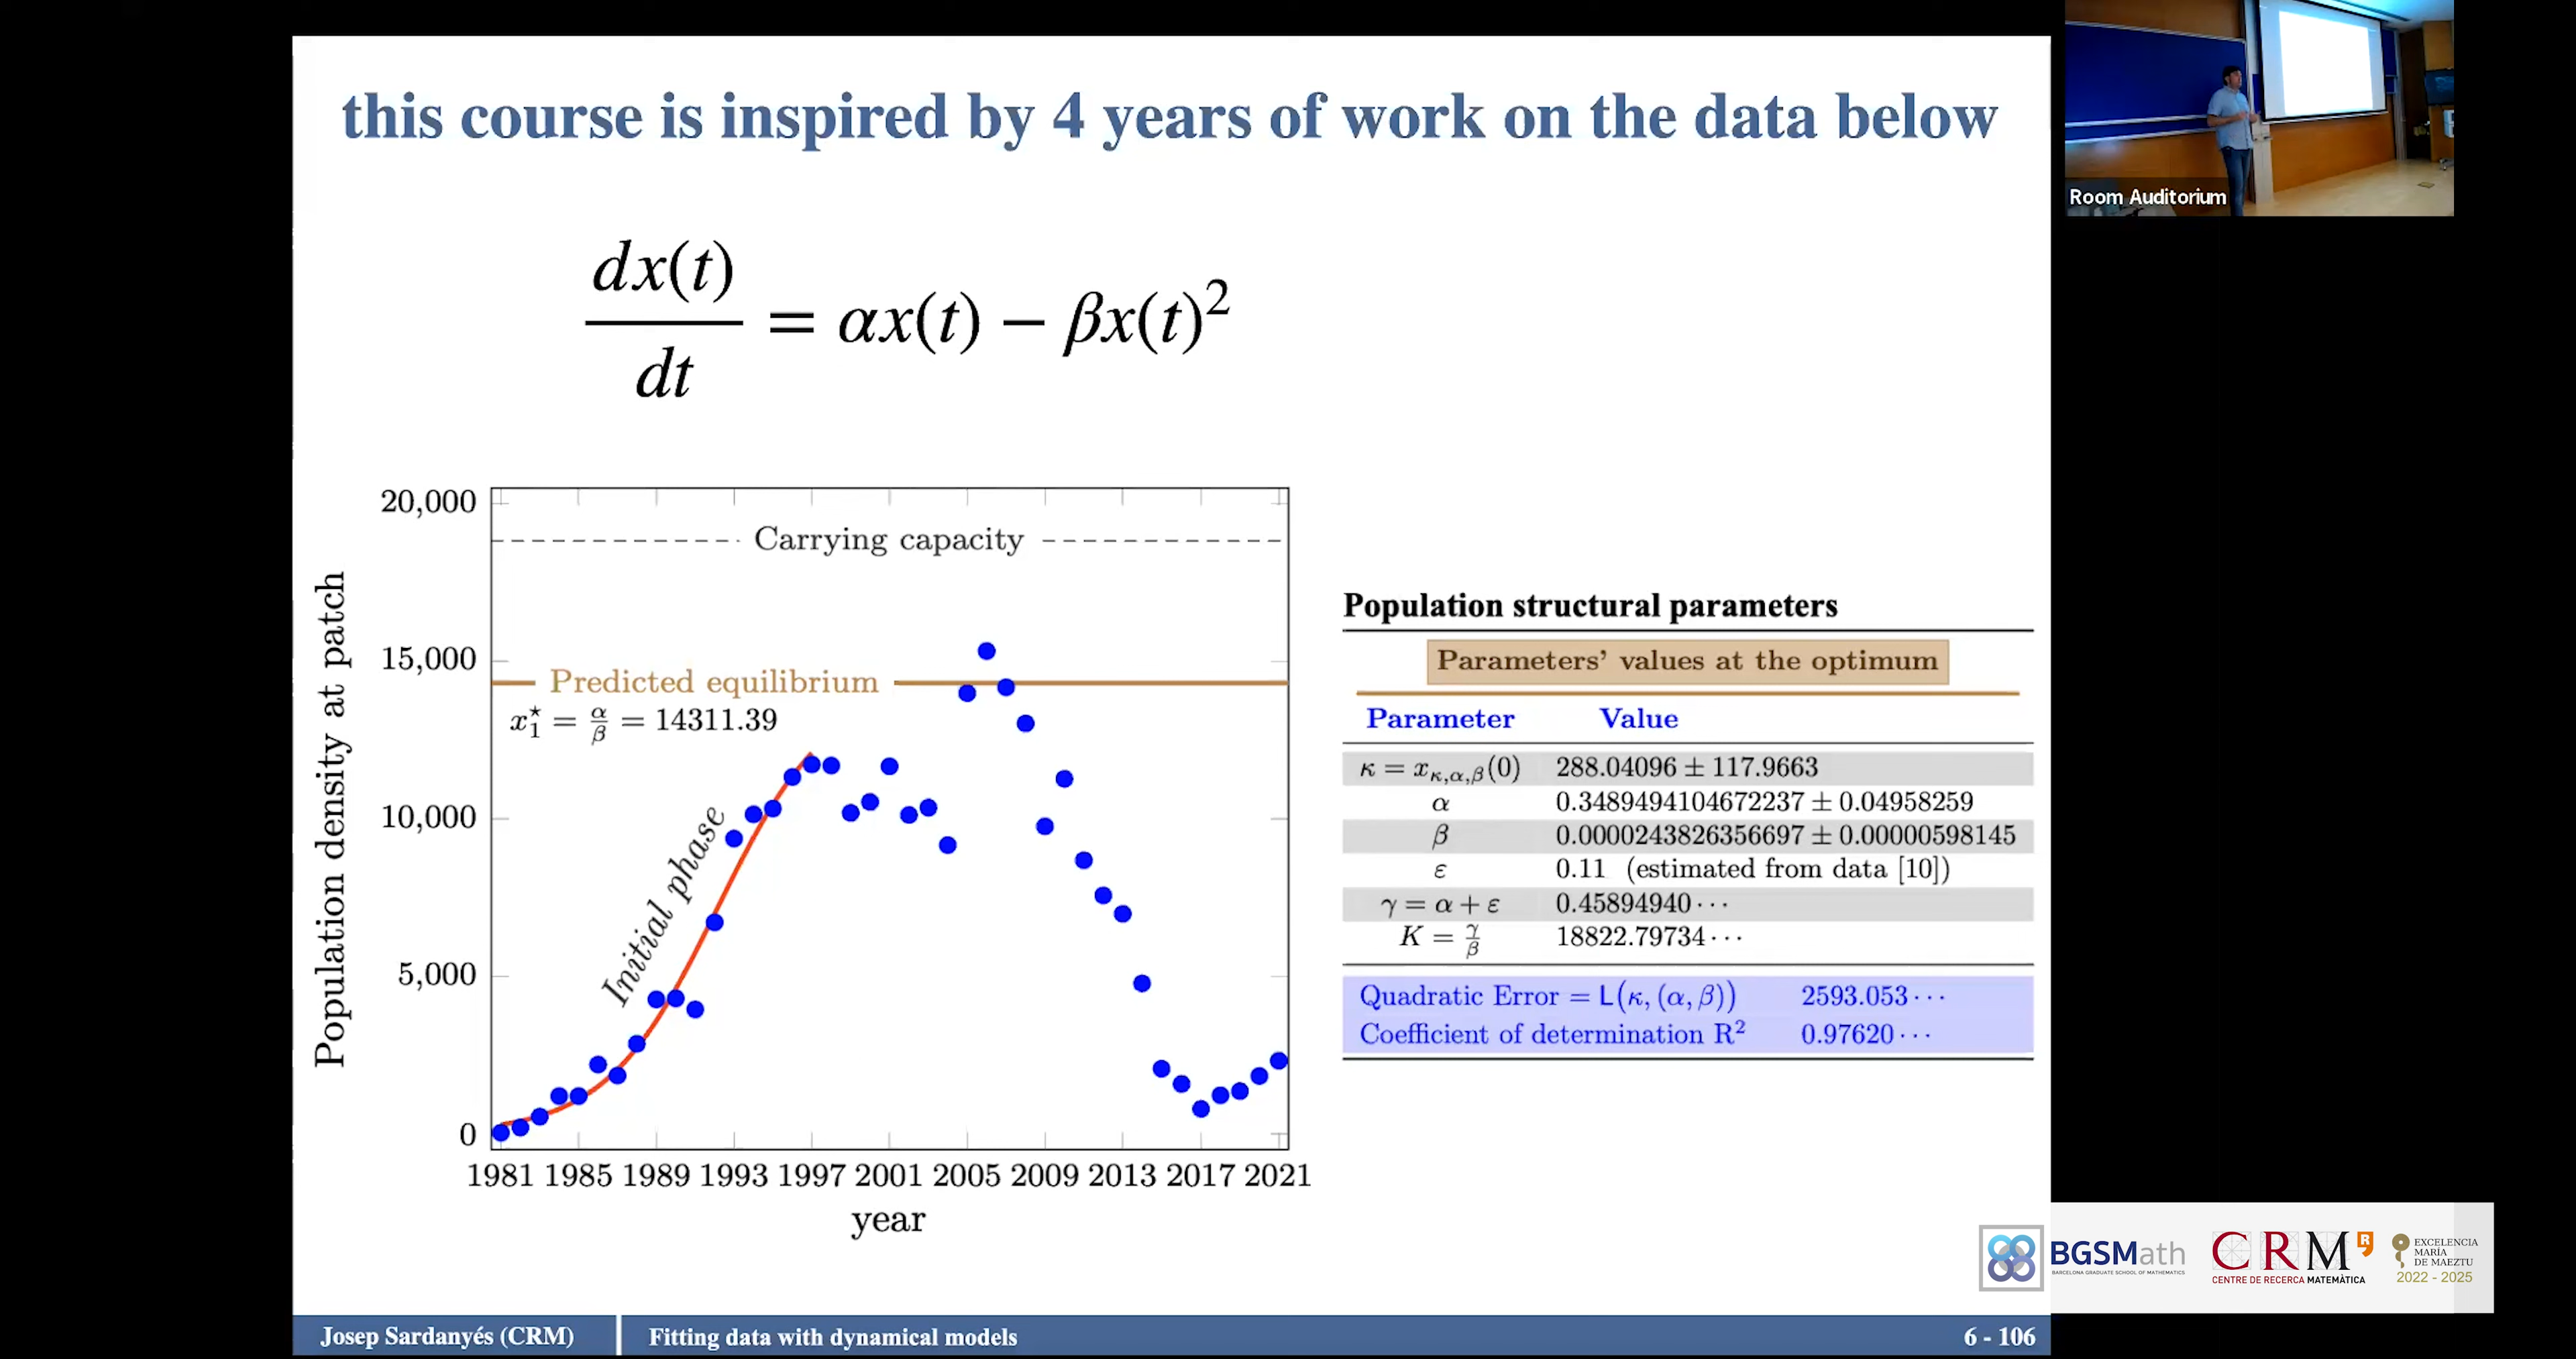 this course is inspired by 4 years of work on the data below
Room Auditorium
dx(t)/dt = αx(t) − βx(t)²
20,000
15,000
10,000
5,000
0
Population density at patch
Carrying capacity
Predicted equilibrium
x₁⋆ = α/β = 14311.39
Initial phase
1981 1985 1989 1993 1997 2001 2005 2009 2013 2017 2021
year
Population structural parameters
Parameters' values at the optimum
Parameter Value
κ = xκ,α,β(0) 288.04096 ± 117.9663
α 0.3489494104672237 ± 0.04958259
β 0.0000243826356697 ± 0.00000598145
ε 0.11 (estimated from data [10])
γ = α + ε 0.45894940 ···
K = γ/β 18822.79734 ···
Quadratic Error = L(κ, (α, β)) 2593.053 ···
Coefficient of determination R² 0.97620 ···
BGSMath
BARCELONA GRADUATE SCHOOL OF MATHEMATICS
CRM R
CENTRE DE RECERCA MATEMÀTICA
EXCELENCIA
MARÍA
DE MAEZTU
2022 - 2025
Josep Sardanyés (CRM)
Fitting data with dynamical models
6 - 106